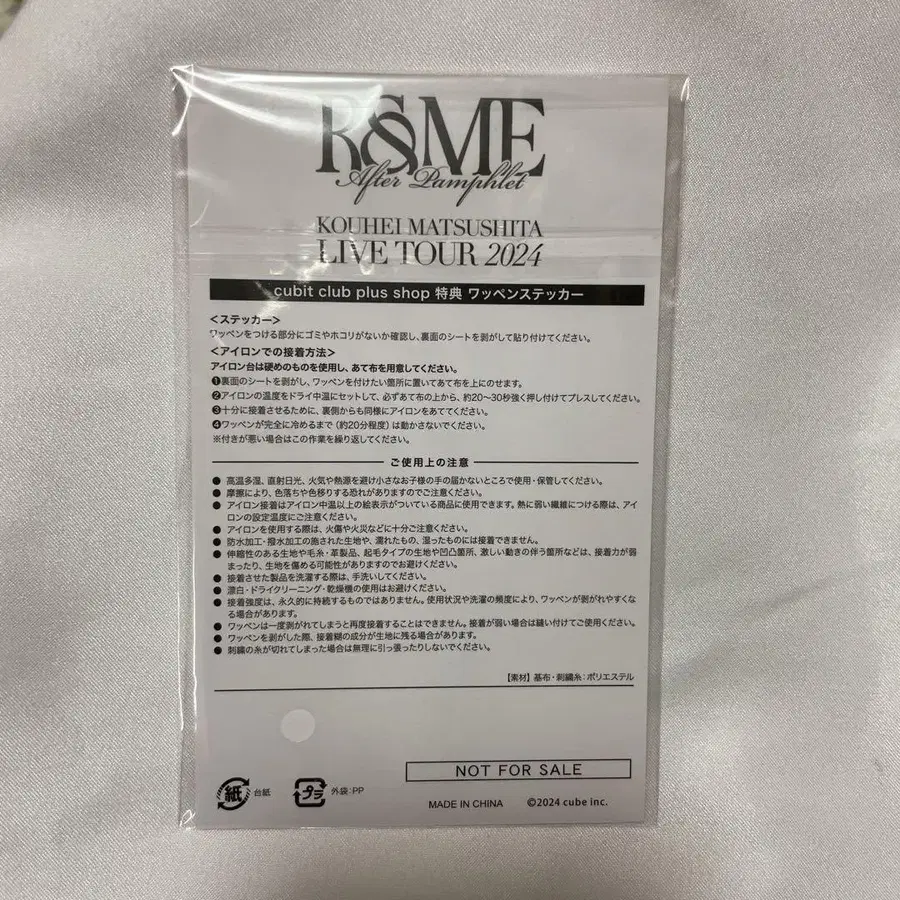 R&ME
After Pamphlet
KOUHEI MATSUSHITA
LIVE TOUR 2024
cubit club plus shop 特典 ワッペンステッカー
<ステッカー>
ワッペンをつける部分にゴミやホコリがないか確認し、裏面のシートを剥がして貼り付けてください。
<アイロンでの接着方法>
アイロン台は硬めのものを使用し、あて布を用意してください。
❶裏面のシートを剥がし、ワッペンを付けたい箇所に置いてあて布を上にのせます。
❷アイロンの温度をドライ中温にセットして、必ずあて布の上から、約20〜30秒強く押し付けてプレスしてください。
❸十分に接着させるために、裏側からも同様にアイロンをあててください。
❹ワッペンが完全に冷めるまで(約20分程度)は動かさないでください。
※付きが悪い場合はこの作業を繰り返してください。
ご使用上の注意
● 高温多湿、直射日光、火気や熱源を避け小さなお子様の手の届かないところで使用・保管してください。
● 摩擦により、色落ちや色移りする恐れがありますのでご注意ください。
● アイロン接着はアイロン中温以上の絵表示がついている商品に使用できます。熱に弱い繊維につける際は、アイ
ロンの設定温度にご注意ください。
● アイロンを使用する際は、火傷や火災などに十分ご注意ください。
● 防水加工・撥水加工の施された生地や、濡れたもの、湿ったものには接着できません。
● 伸縮性のある生地や毛糸・革製品、起毛タイプの生地や凹凸箇所、激しい動きの伴う箇所などは、接着力が弱
まったり、生地を傷める可能性がありますのでお避けください。
● 接着させた製品を洗濯する際は、手洗いしてください。
● 漂白・ドライクリーニング・乾燥機の使用はお避けください。
● 接着強度は、永久的に持続するものではありません。使用状況や洗濯の頻度により、ワッペンが剥がれやすくな
る場合があります。
● ワッペンは一度剥がれてしまうと再度接着することはできません。接着が弱い場合は縫い付けてご使用ください。
● ワッペンを剥がした際、接着糊の成分が生地に残る場合があります。
● 刺繍の糸が切れてしまった場合は無理に引っ張ったりしないでください。
【素材】基布・刺繍糸:ポリエステル
NOT FOR SALE
紙 台紙 プラ 外袋:PP
MADE IN CHINA ©2024 cube inc.